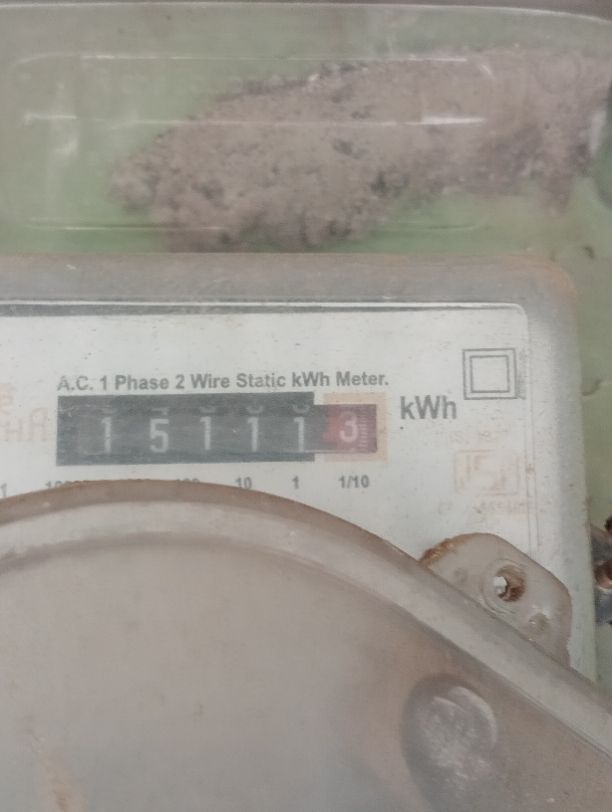 A.C. 1 Phase 2 Wire Static kWh Meter.
1 5 1 1 1 3 kWh
10 1 1/10